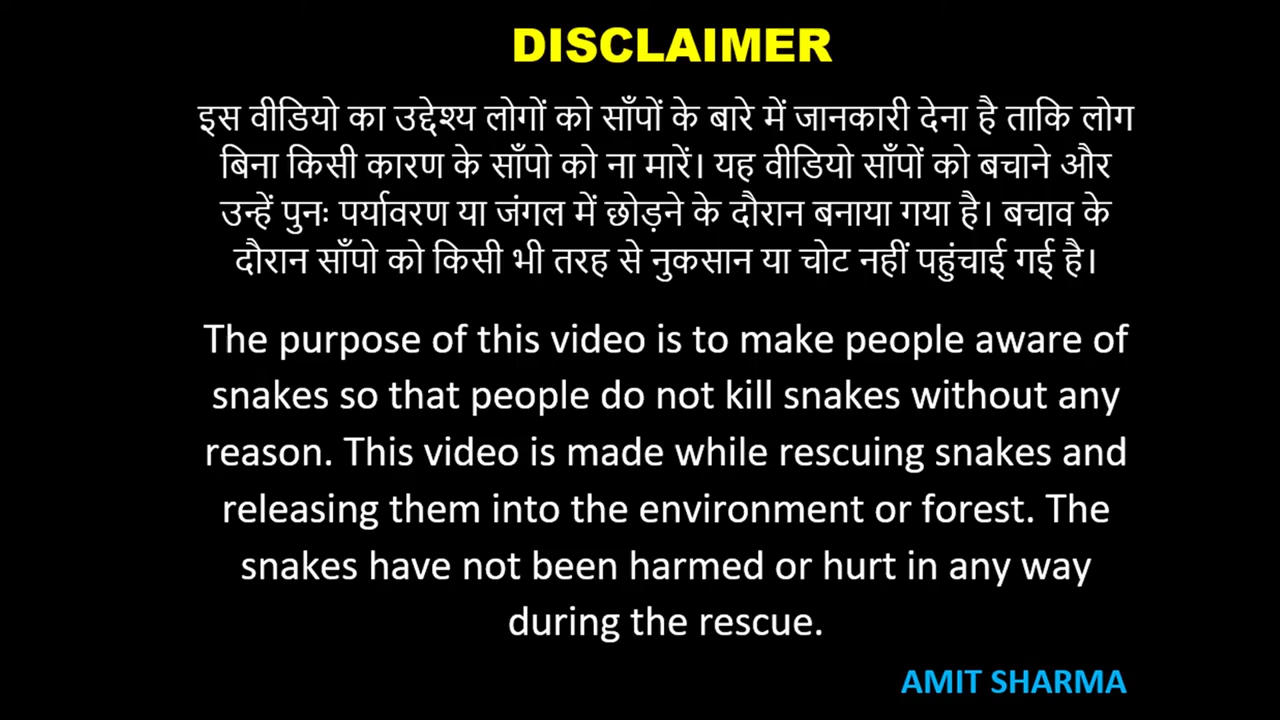 DISCLAIMER
इस वीडियो का उद्देश्य लोगों को साँपों के बारे में जानकारी देना है ताकि लोग
बिना किसी कारण के साँपो को ना मारें। यह वीडियो साँपों को बचाने और
उन्हें पुनः पर्यावरण या जंगल में छोड़ने के दौरान बनाया गया है। बचाव के
दौरान साँपो को किसी भी तरह से नुकसान या चोट नहीं पहुंचाई गई है।
The purpose of this video is to make people aware of
snakes so that people do not kill snakes without any
reason. This video is made while rescuing snakes and
releasing them into the environment or forest. The
snakes have not been harmed or hurt in any way
during the rescue.
AMIT SHARMA